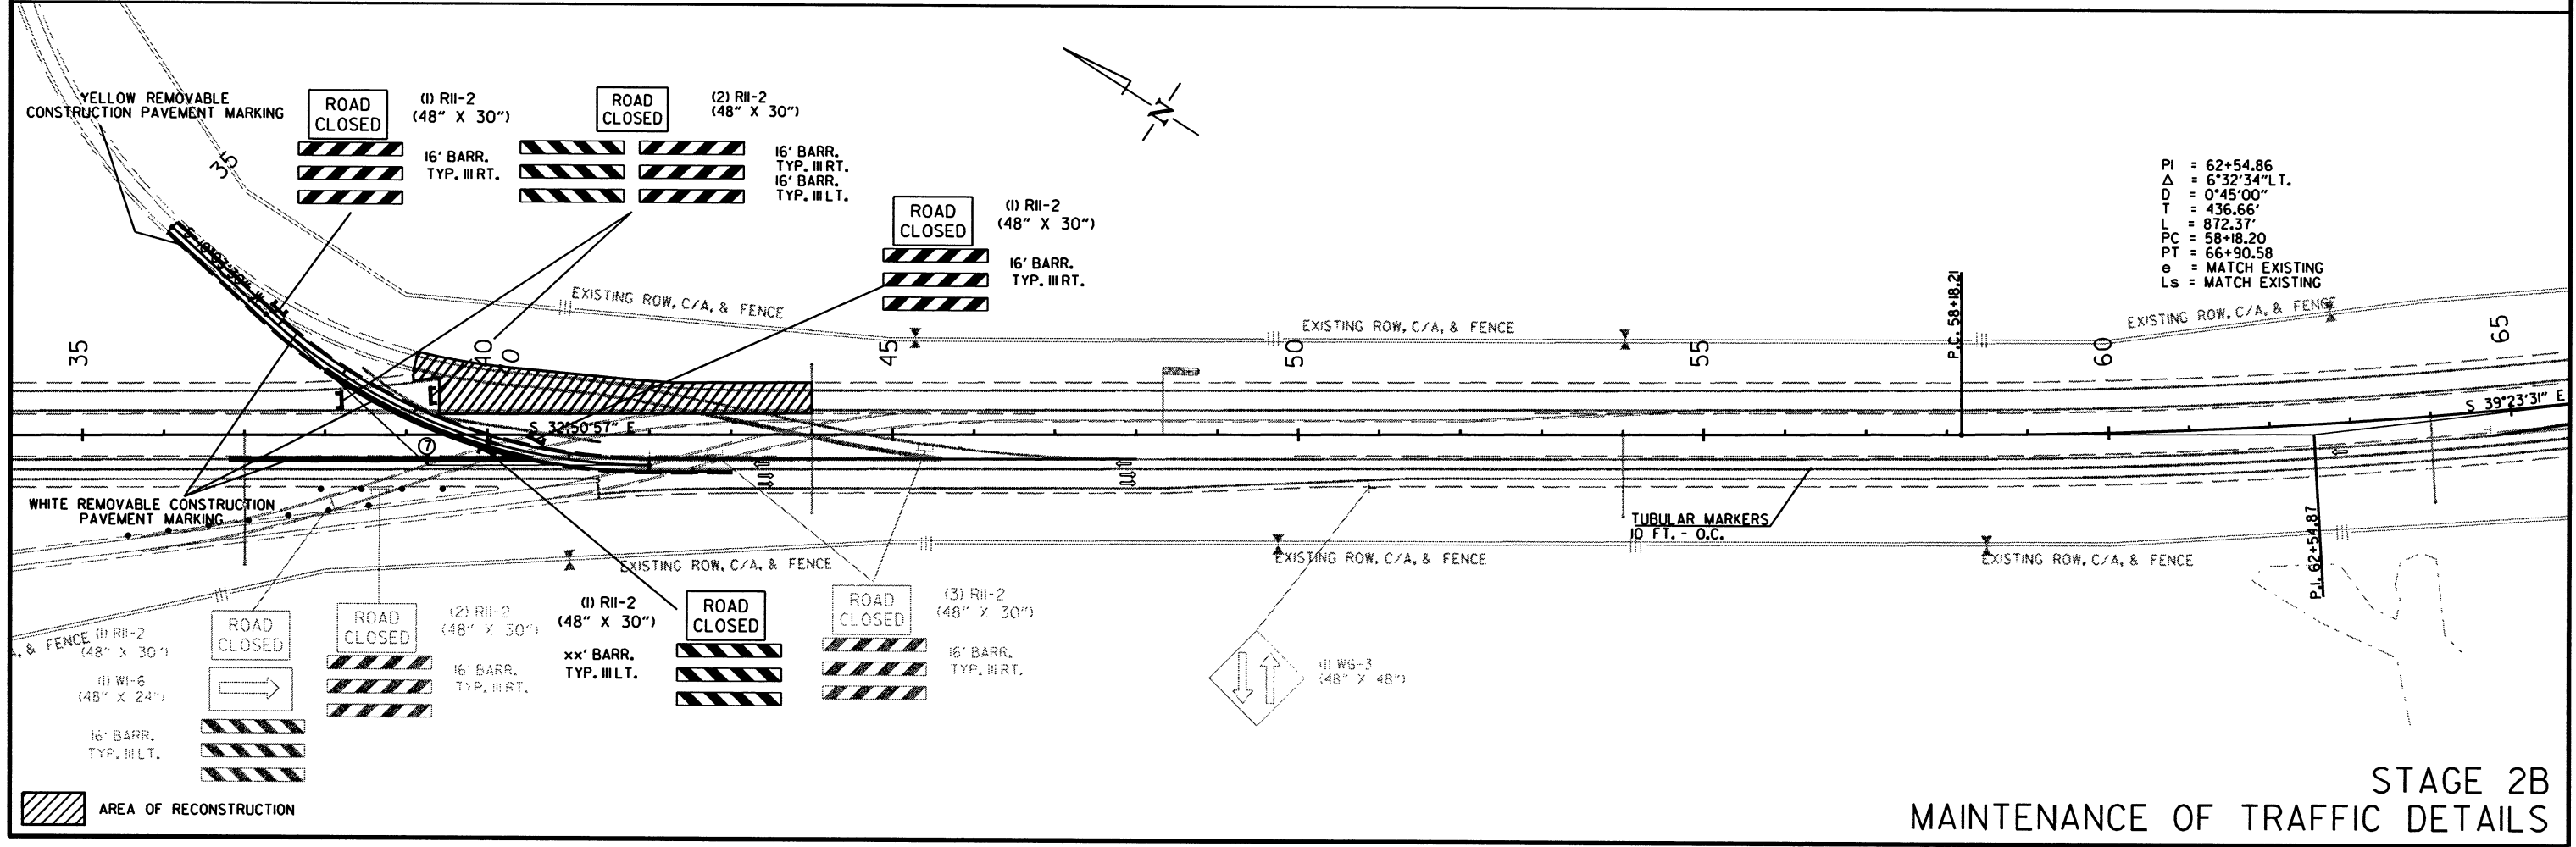 YELLOW REMOVABLE
CONSTRUCTION PAVEMENT MARKING
ROAD
CLOSED
(1) R11-2
(48" X 30")
16' BARR.
TYP. III RT.
ROAD
CLOSED
(2) R11-2
(48" X 30")
16' BARR.
TYP. III RT.
16' BARR.
TYP. III LT.
ROAD
CLOSED
(1) R11-2
(48" X 30")
16' BARR.
TYP. III RT.
N
PI = 62+54.86
Δ = 6°32'34"LT.
D = 0°45'00"
T = 436.66'
L = 872.37'
PC = 58+18.20
PT = 66+90.58
e = MATCH EXISTING
Ls = MATCH EXISTING
35
EXISTING ROW, C/A, & FENCE
EXISTING ROW, C/A, & FENCE
EXISTING ROW, C/A, & FENCE
P.C. 58+18.21
35
40
40
45
50
55
60
65
S 32°50'57" E
S 39°23'31" E
7
WHITE REMOVABLE CONSTRUCTION
PAVEMENT MARKING
TUBULAR MARKERS
10 FT. - O.C.
P.I. 62+54.87
EXISTING ROW, C/A, & FENCE
EXISTING ROW, C/A, & FENCE
EXISTING ROW, C/A, & FENCE
A, & FENCE
(1) R11-2
(48" X 30")
ROAD
CLOSED
(1) W1-6
(48" X 24")
16' BARR.
TYP. III LT.
ROAD
CLOSED
(2) R11-2
(48" X 30")
16' BARR.
TYP. III RT.
(1) R11-2
(48" X 30")
ROAD
CLOSED
xx' BARR.
TYP. III LT.
ROAD
CLOSED
(3) R11-2
(48" X 30")
16' BARR.
TYP. III RT.
(1) W6-3
(48" X 48")
AREA OF RECONSTRUCTION
STAGE 2B
MAINTENANCE OF TRAFFIC DETAILS